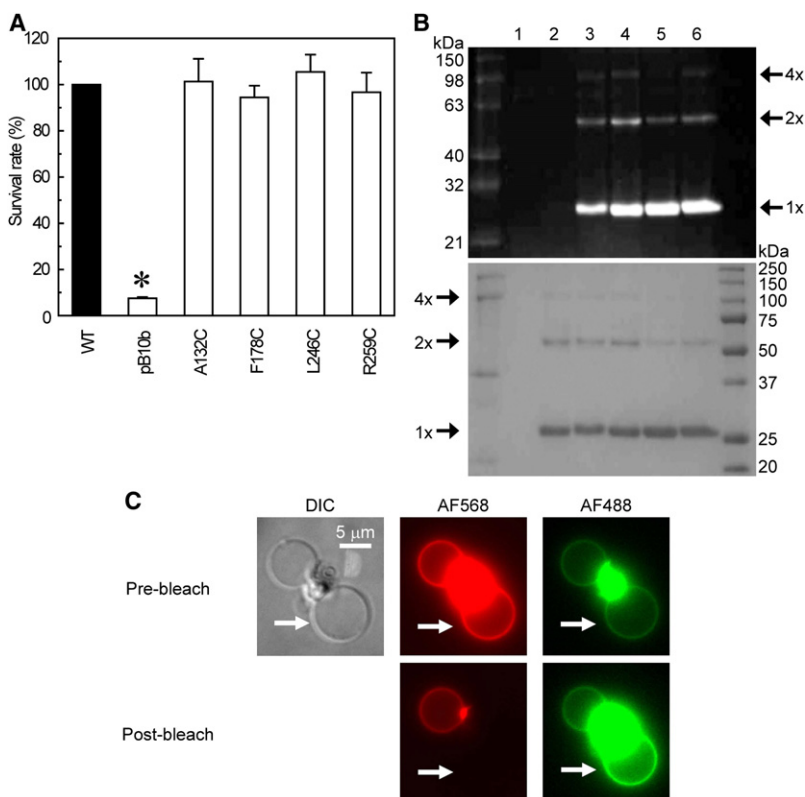 A
Survival rate (%)
120
100
80
60
40
20
0
*
WT
pB10b
A132C
F178C
L246C
R259C
B
1 2 3 4 5 6
kDa
150
98
63
40
32
21
4x
2x
1x
kDa
4x
2x
1x
250
150
100
75
50
37
25
20
C
DIC AF568 AF488
5 μm
Pre-bleach
Post-bleach